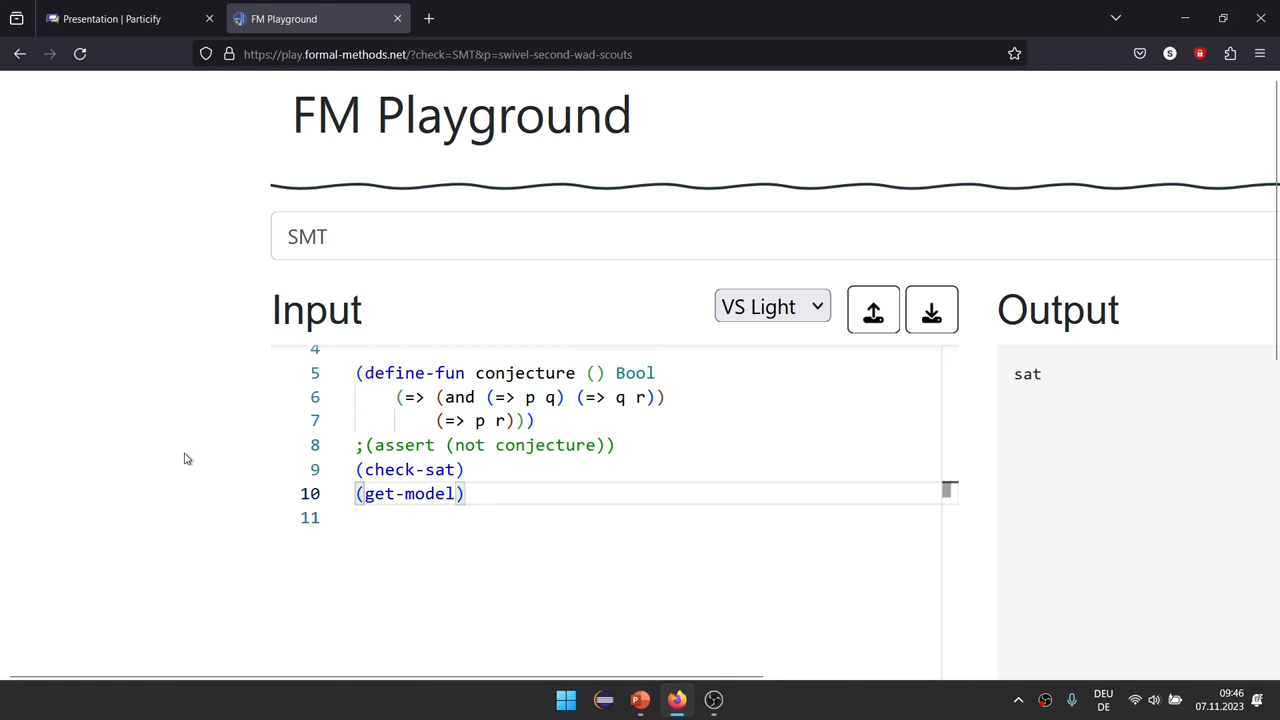 Presentation | Particify
FM Playground
https://play.formal-methods.net/?check=SMT&p=swivel-second-wad-scouts
FM Playground
SMT
Input
VS Light
Output
4
5 (define-fun conjecture () Bool
6 (=> (and (=> p q) (=> q r))
7 (=> p r)))
8 ;(assert (not conjecture))
9 (check-sat)
10 (get-model)
11
sat
DEU
DE
09:46
07.11.2023